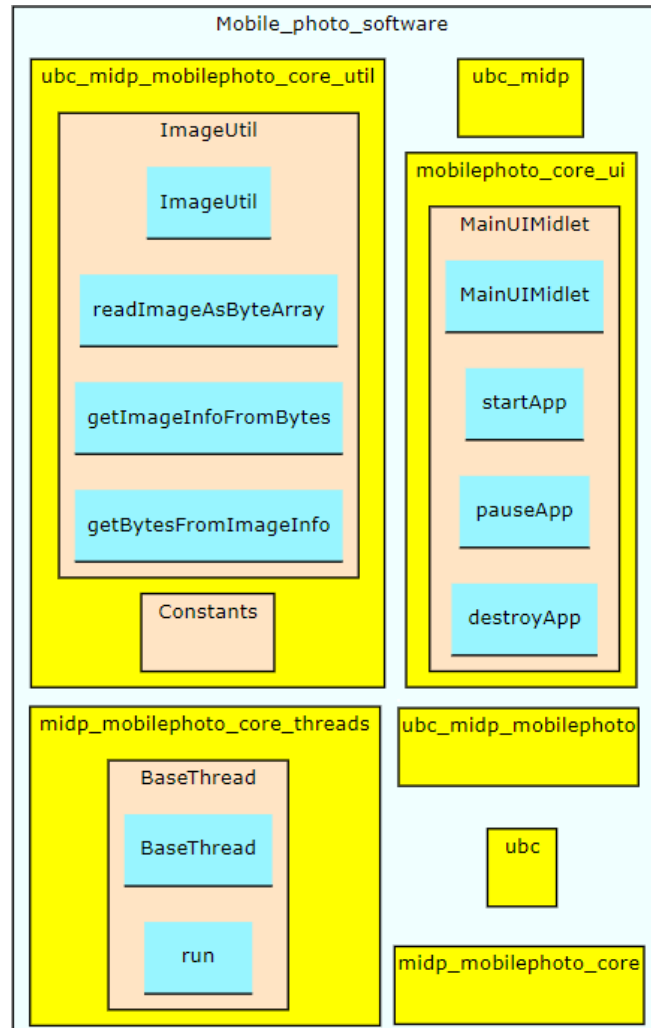 Mobile_photo_software
ubc_midp_mobilephoto_core_util
ImageUtil
ImageUtil
readImageAsByteArray
getImageInfoFromBytes
getBytesFromImageInfo
Constants
ubc_midp
mobilephoto_core_ui
MainUIMidlet
MainUIMidlet
startApp
pauseApp
destroyApp
midp_mobilephoto_core_threads
BaseThread
BaseThread
run
ubc_midp_mobilephoto
ubc
midp_mobilephoto_core